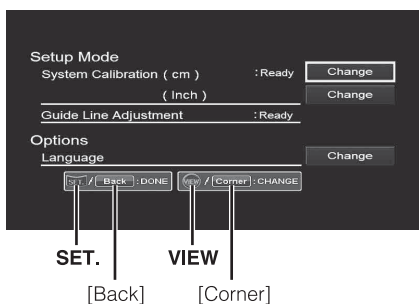 Setup Mode
System Calibration ( cm ) : Ready Change
( Inch ) Change
Guide Line Adjustment : Ready
Options
Language Change
SET. / Back : DONE VIEW / Corner : CHANGE
SET. VIEW
[Back] [Corner]